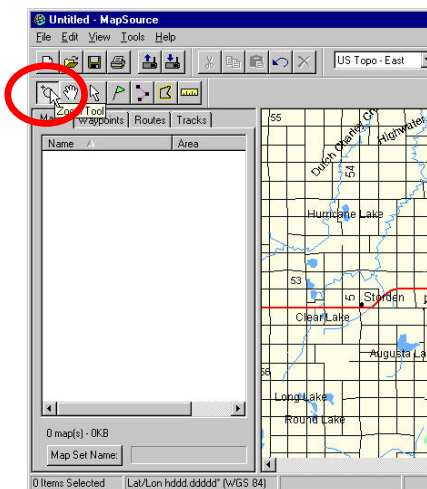 Untitled - MapSource
File Edit View Tools Help
US Topo - East
Zoom Tool
Waypoints Routes Tracks
Name Area
55
Dutch Charley Cr
Highwater
54
Hurricane Lake
53
5
Storden
Clear Lake
Augusta La
Long Lake
Round Lake
0 map(s) - 0KB
Map Set Name:
0 Items Selected Lat/Lon hddd.ddddd° (WGS 84)